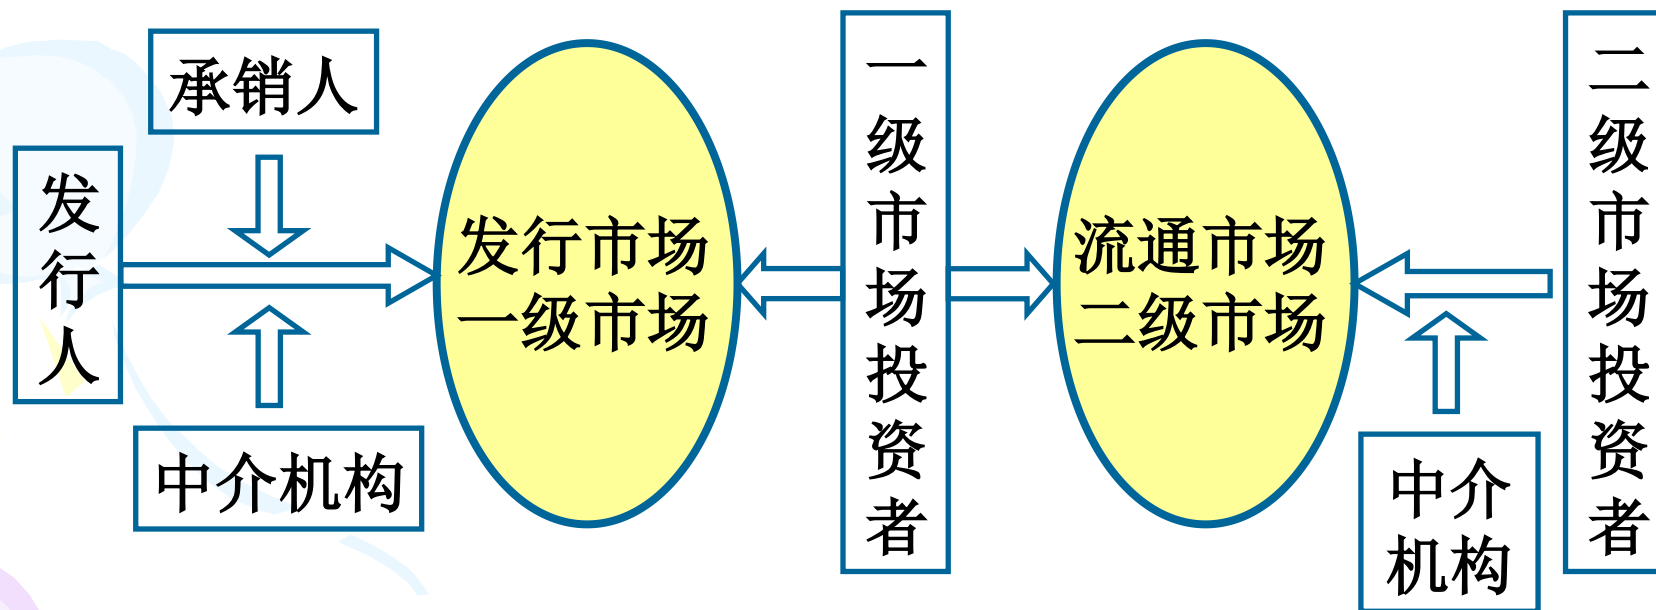 承销人
发行人
中介机构
发行市场
一级市场
一级市场投资者
流通市场
二级市场
中介
机构
二级市场投资者